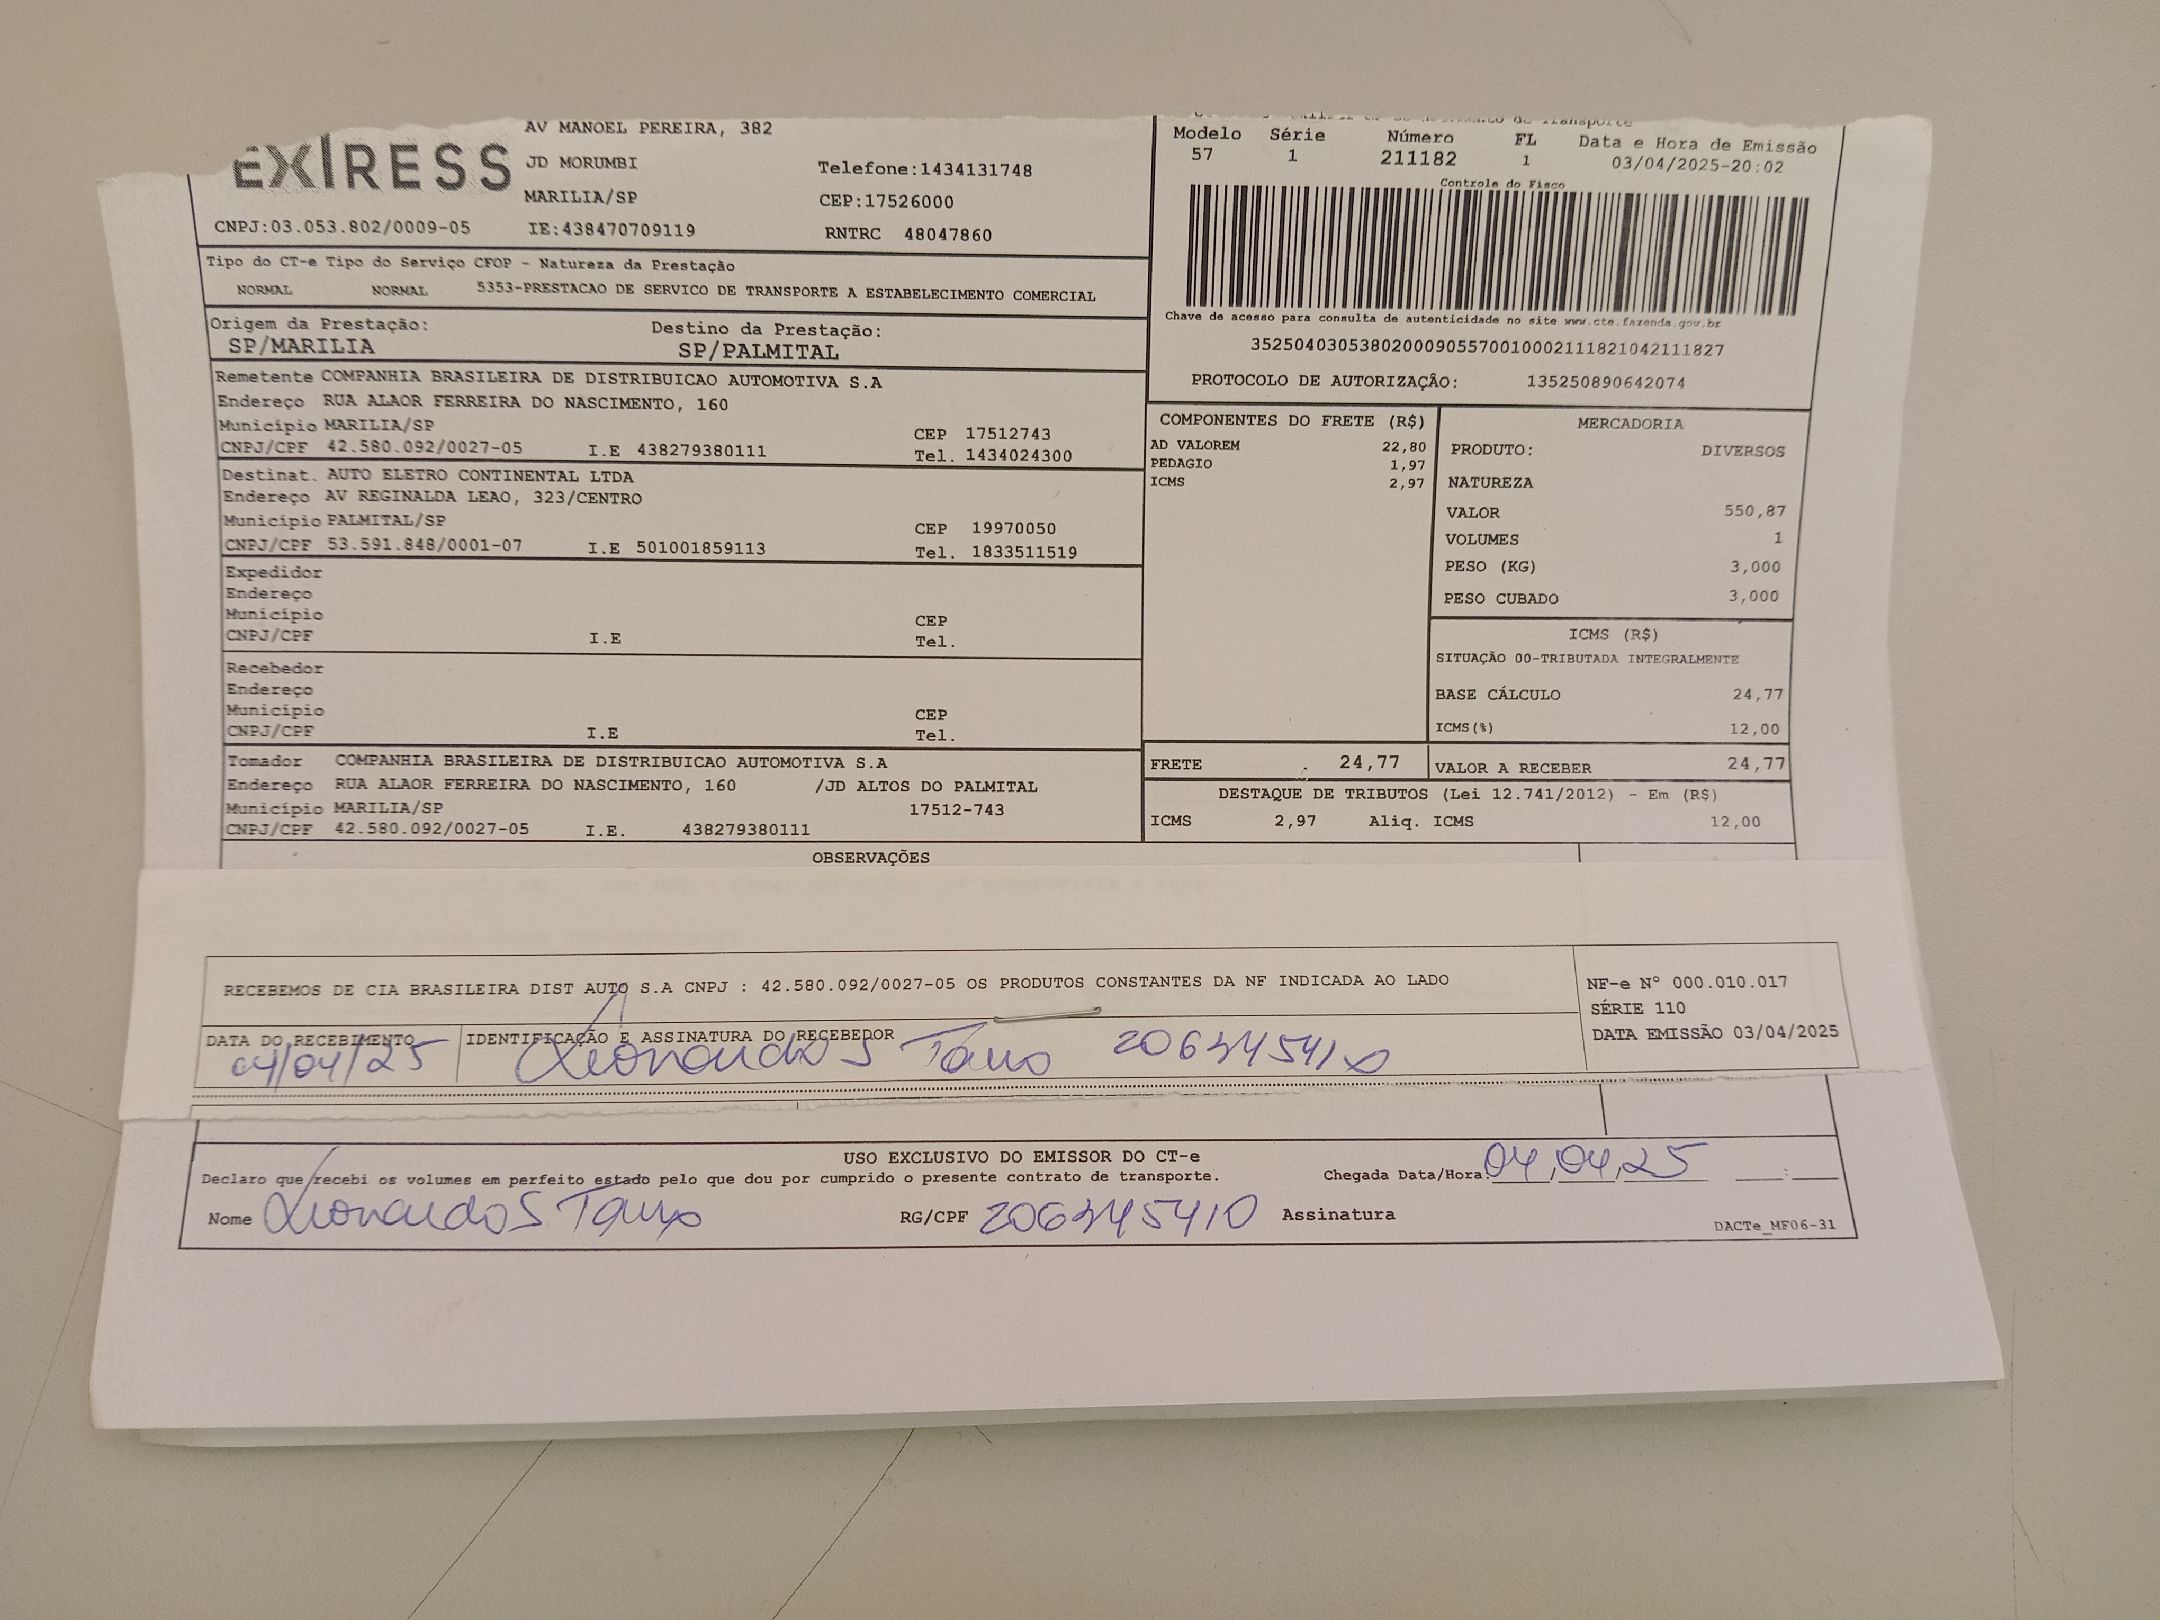 AV MANOEL PEREIRA, 382
EXPRESS JD MORUMBI Telefone:1434131748
MARILIA/SP CEP:17526000
CNPJ:03.053.802/0009-05 IE:438470709119 RNTRC 48047860
de Transporte
Modelo Série Número FL Data e Hora de Emissão
57 1 211182 1 03/04/2025-20:02
Controle do Fisco
Chave de acesso para consulta de autenticidade no site www.cte.fazenda.gov.br
35250403053802000905570010002111821042111827
PROTOCOLO DE AUTORIZAÇÃO: 135250890642074
Tipo do CT-e Tipo do Serviço CFOP - Natureza da Prestação
NORMAL NORMAL 5353-PRESTACAO DE SERVICO DE TRANSPORTE A ESTABELECIMENTO COMERCIAL
Origem da Prestação: Destino da Prestação:
SP/MARILIA SP/PALMITAL
Remetente COMPANHIA BRASILEIRA DE DISTRIBUICAO AUTOMOTIVA S.A
Endereço RUA ALAOR FERREIRA DO NASCIMENTO, 160
Município MARILIA/SP CEP 17512743
CNPJ/CPF 42.580.092/0027-05 I.E 438279380111 Tel. 1434024300
Destinat. AUTO ELETRO CONTINENTAL LTDA
Endereço AV REGINALDA LEAO, 323/CENTRO
Município PALMITAL/SP CEP 19970050
CNPJ/CPF 53.591.848/0001-07 I.E 501001859113 Tel. 1833511519
Expedidor
Endereço
Município CEP
CNPJ/CPF I.E Tel.
Recebedor
Endereço
Município CEP
CNPJ/CPF I.E Tel.
Tomador COMPANHIA BRASILEIRA DE DISTRIBUICAO AUTOMOTIVA S.A
Endereço RUA ALAOR FERREIRA DO NASCIMENTO, 160 /JD ALTOS DO PALMITAL
Município MARILIA/SP 17512-743
CNPJ/CPF 42.580.092/0027-05 I.E. 438279380111
COMPONENTES DO FRETE (R$)
AD VALOREM 22,80
PEDAGIO 1,97
ICMS 2,97
MERCADORIA
PRODUTO: DIVERSOS
NATUREZA
VALOR 550,87
VOLUMES 1
PESO (KG) 3,000
PESO CUBADO 3,000
ICMS (R$)
SITUAÇÃO 00-TRIBUTADA INTEGRALMENTE
BASE CÁLCULO 24,77
ICMS(%) 12,00
FRETE 24,77 VALOR A RECEBER 24,77
DESTAQUE DE TRIBUTOS (Lei 12.741/2012) - Em (R$)
ICMS 2,97 Aliq. ICMS 12,00
OBSERVAÇÕES
RECEBEMOS DE CIA BRASILEIRA DIST AUTO S.A CNPJ : 42.580.092/0027-05 OS PRODUTOS CONSTANTES DA NF INDICADA AO LADO
NF-e Nº 000.010.017
SÉRIE 110
DATA EMISSÃO 03/04/2025
DATA DO RECEBIMENTO IDENTIFICAÇÃO E ASSINATURA DO RECEBEDOR
04/04/25 Leonardo S
USO EXCLUSIVO DO EMISSOR DO CT-e
Declaro que recebi os volumes em perfeito estado pelo que dou por cumprido o presente contrato de transporte. Chegada Data/Hora: 04,04,25 :
Nome Leonardo S RG/CPF Assinatura
DACTe_MF06-31